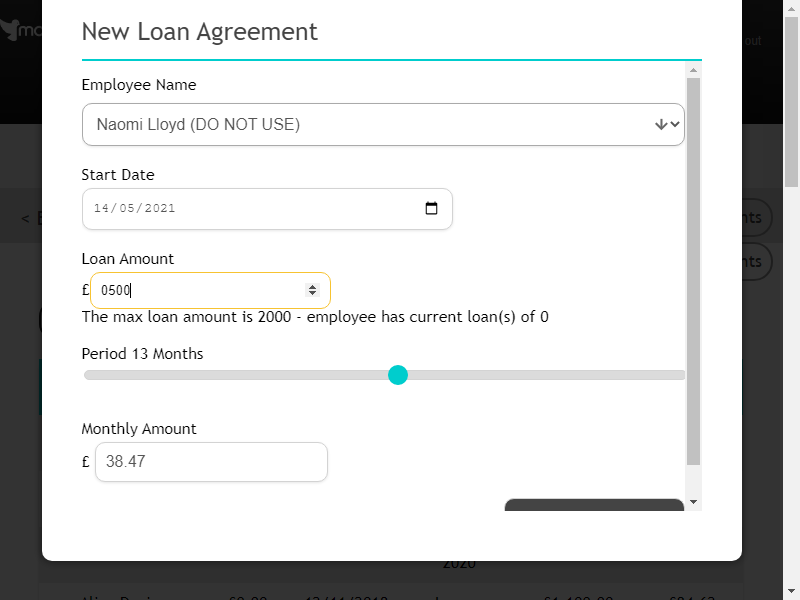 New Loan Agreement
out
Employee Name
Naomi Lloyd (DO NOT USE)
Start Date
14/05/2021
Loan Amount
£ 0500
The max loan amount is 2000 - employee has current loan(s) of 0
Period 13 Months
Monthly Amount
£ 38.47
2020